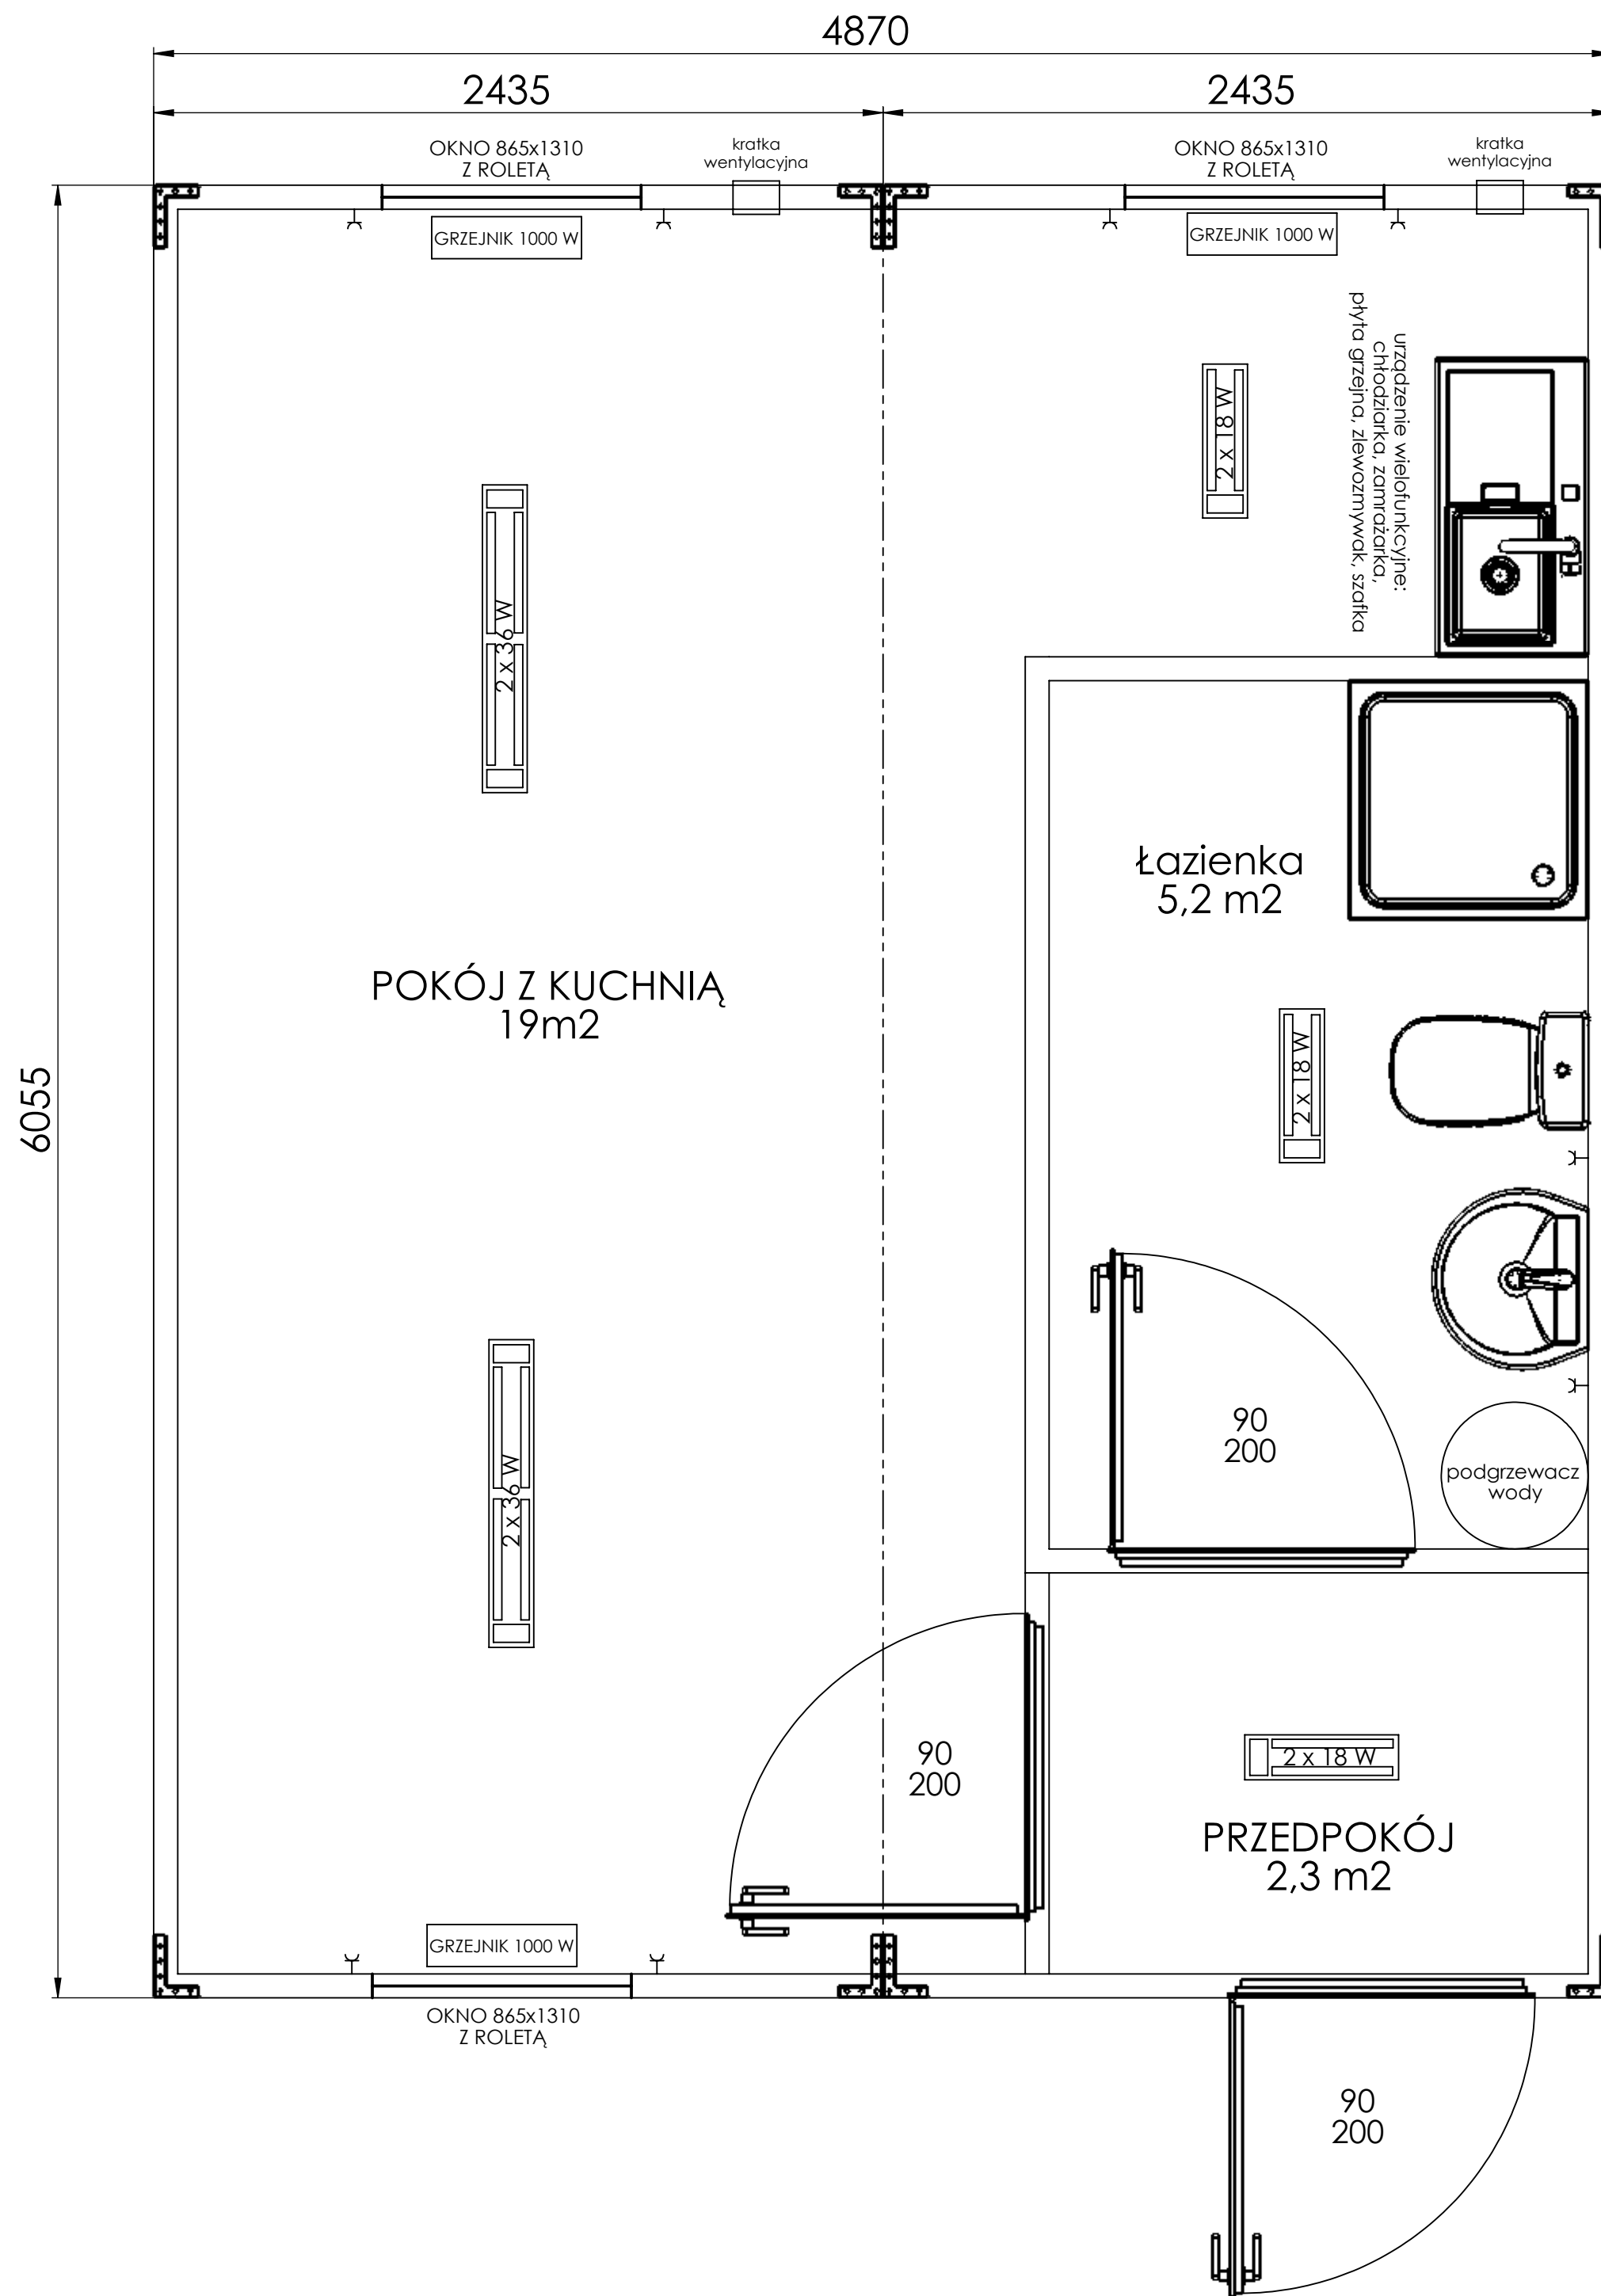 4870
2435
2435
OKNO 865x1310
Z ROLETĄ
kratka
wentylacyjna
OKNO 865x1310
Z ROLETĄ
kratka
wentylacyjna
GRZEJNIK 1000 W
GRZEJNIK 1000 W
urządzenie wielofunkcyjne:
chłodziarka, zamrażarka,
płyta grzejna, zlewozmywak, szafka
2 x 18 W
2 x 36 W
Łazienka
5,2 m2
POKÓJ Z KUCHNIĄ
19m2
6055
2 x 18 W
90
200
podgrzewacz
wody
2 x 36 W
90
200
2 x 18 W
PRZEDPOKÓJ
2,3 m2
GRZEJNIK 1000 W
OKNO 865x1310
Z ROLETĄ
90
200